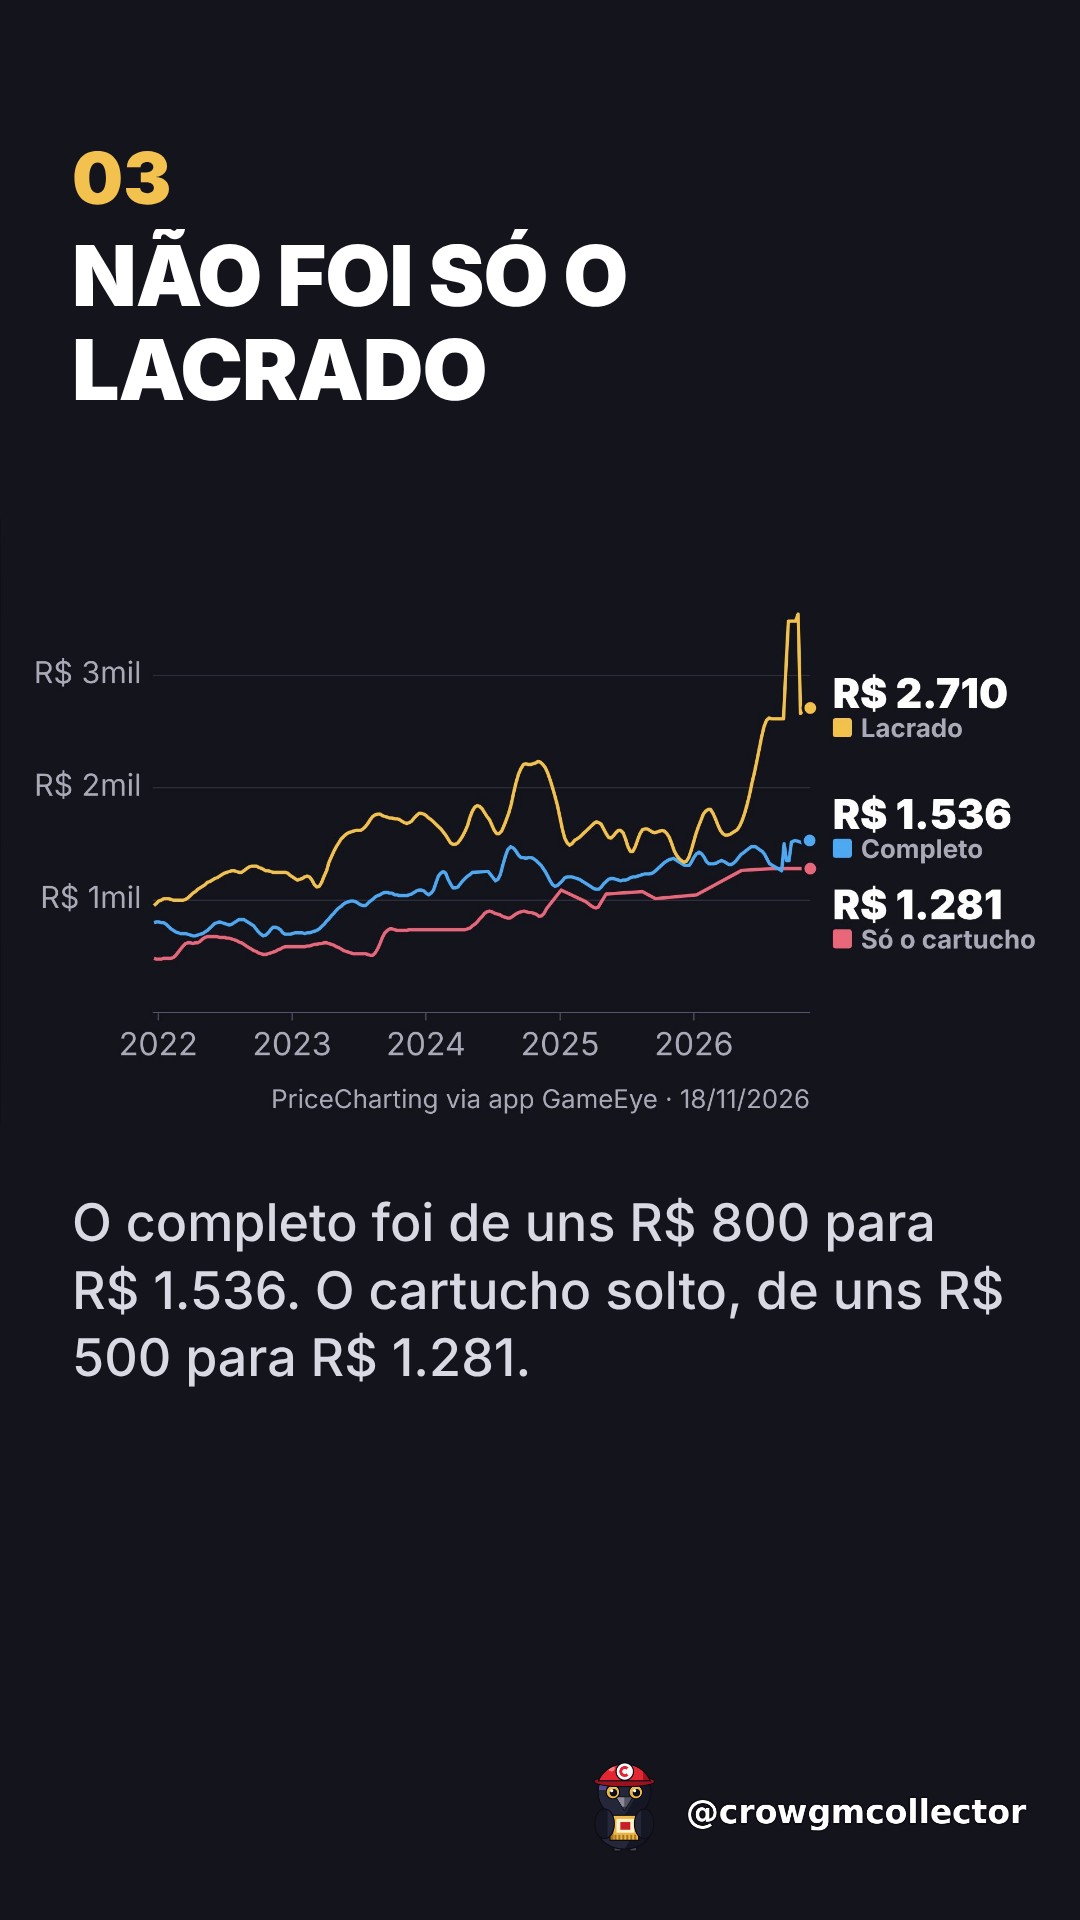 03
NÃO FOI SÓ O
LACRADO
R$ 3mil
R$ 2mil
R$ 1mil
R$ 2.710
Lacrado
R$ 1.536
Completo
R$ 1.281
Só o cartucho
2022 2023 2024 2025 2026
PriceCharting via app GameEye · 18/11/2026
O completo foi de uns R$ 800 para
R$ 1.536. O cartucho solto, de uns R$
500 para R$ 1.281.
C
@crowgmcollector